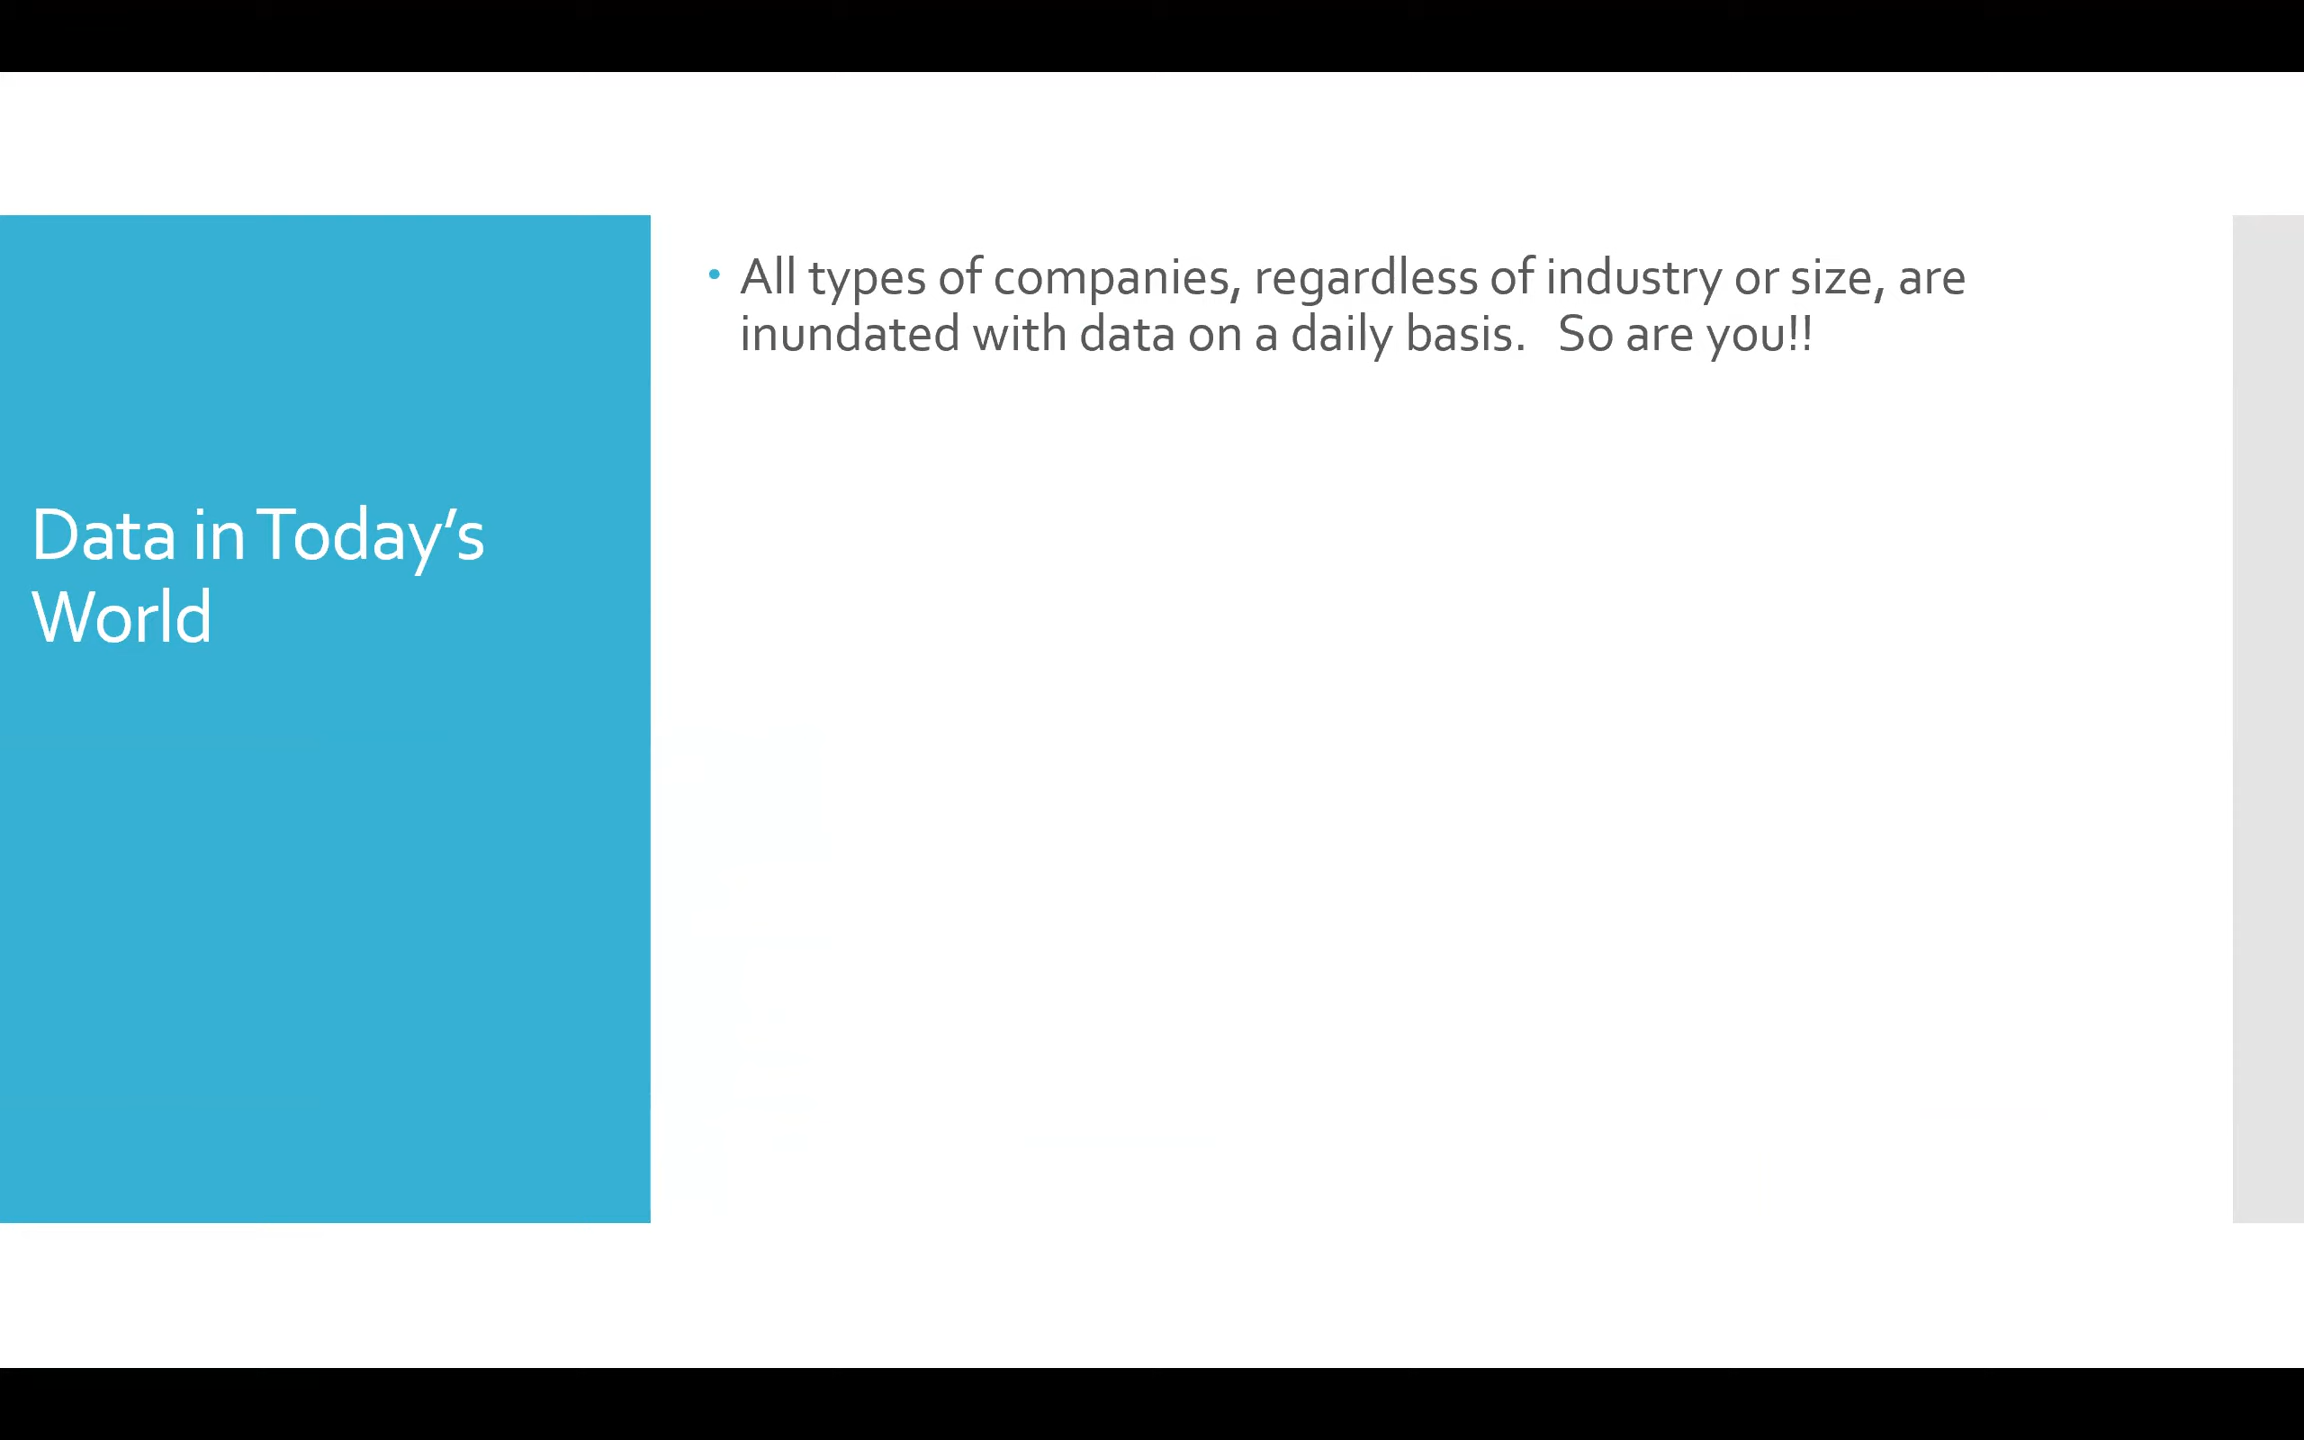 Data in Today’s
World
• All types of companies, regardless of industry or size, are
inundated with data on a daily basis.   So are you!!